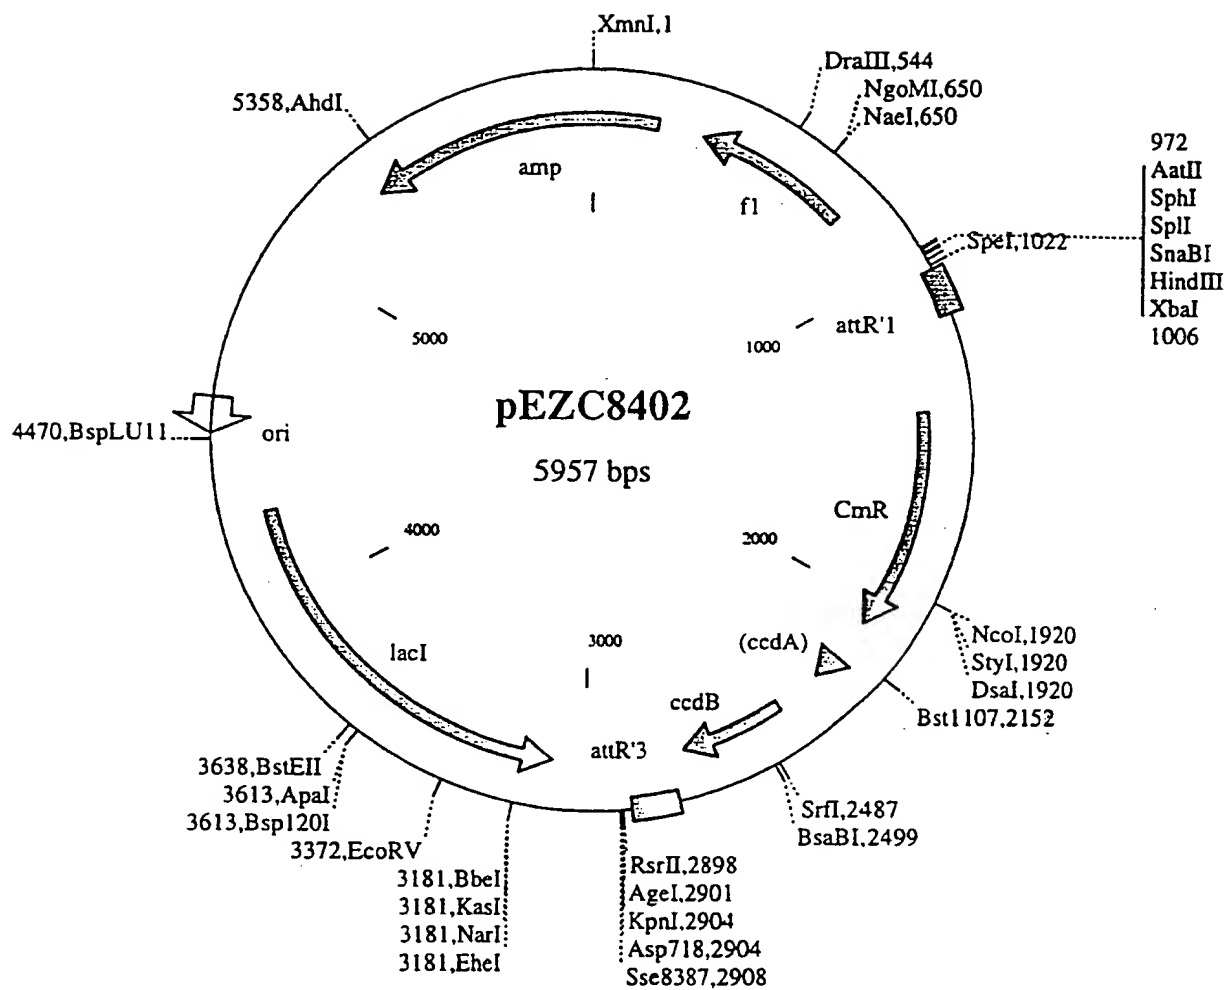 XmnI,1
DraIII,544
NgoMI,650
NaeI,650
5358,AhdI
972
AatII
SphI
SplI
SnaBI
HindIII
XbaI
1006
amp
f1
SpeI,1022
attR'1
5000
1000
pEZC8402
5957 bps
4470,BspLU11
ori
CmR
4000
2000
lacI
3000
(ccdA)
ccdB
attR'3
NcoI,1920
StyI,1920
DsaI,1920
Bst1107,2152
3638,BstEII
3613,ApaI
3613,Bsp120I
3372,EcoRV
SrfI,2487
BsaBI,2499
3181,BbeI
3181,KasI
3181,NarI
3181,EheI
RsrII,2898
AgeI,2901
KpnI,2904
Asp718,2904
Sse8387,2908